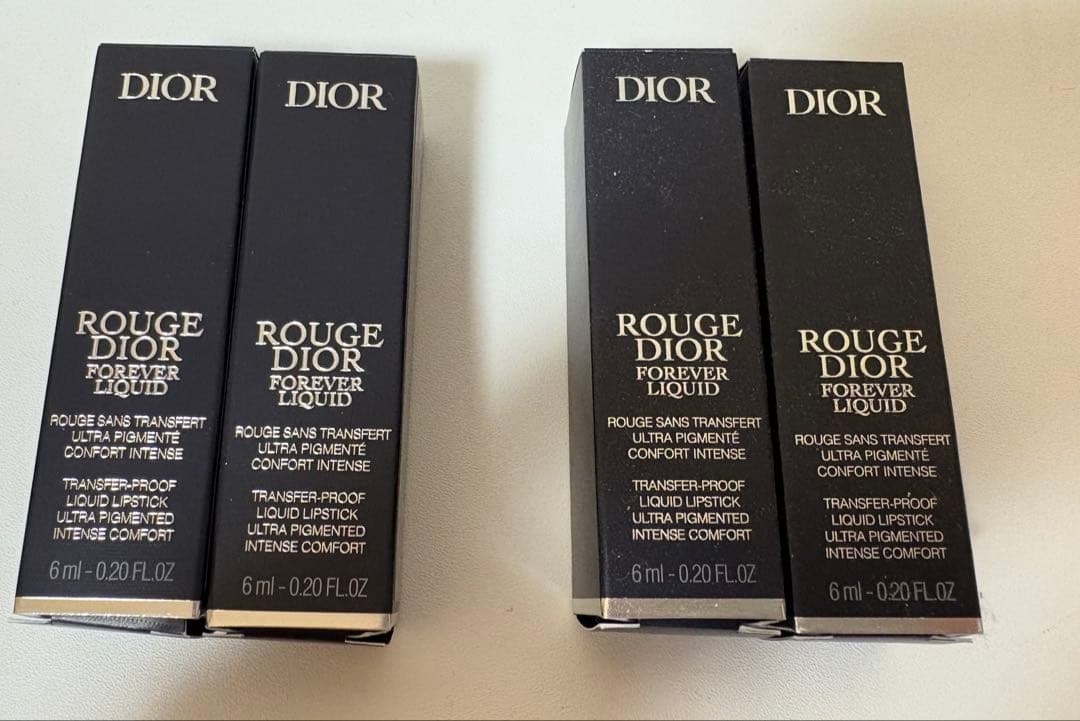 DIOR
ROUGE
DIOR
FOREVER
LIQUID
ROUGE SANS TRANSFERT
ULTRA PIGMENTÉ
CONFORT INTENSE
TRANSFER-PROOF
LIQUID LIPSTICK
ULTRA PIGMENTED
INTENSE COMFORT
6 ml - 0.20 FL.OZ
DIOR
ROUGE
DIOR
FOREVER
LIQUID
ROUGE SANS TRANSFERT
ULTRA PIGMENTÉ
CONFORT INTENSE
TRANSFER-PROOF
LIQUID LIPSTICK
ULTRA PIGMENTED
INTENSE COMFORT
6 ml - 0.20 FL.OZ
DIOR
ROUGE
DIOR
FOREVER
LIQUID
ROUGE SANS TRANSFERT
ULTRA PIGMENTÉ
CONFORT INTENSE
TRANSFER-PROOF
LIQUID LIPSTICK
ULTRA PIGMENTED
INTENSE COMFORT
6 ml - 0.20 FL.OZ
DIOR
ROUGE
DIOR
FOREVER
LIQUID
ROUGE SANS TRANSFERT
ULTRA PIGMENTÉ
CONFORT INTENSE
TRANSFER-PROOF
LIQUID LIPSTICK
ULTRA PIGMENTED
INTENSE COMFORT
6 ml - 0.20 FL.OZ